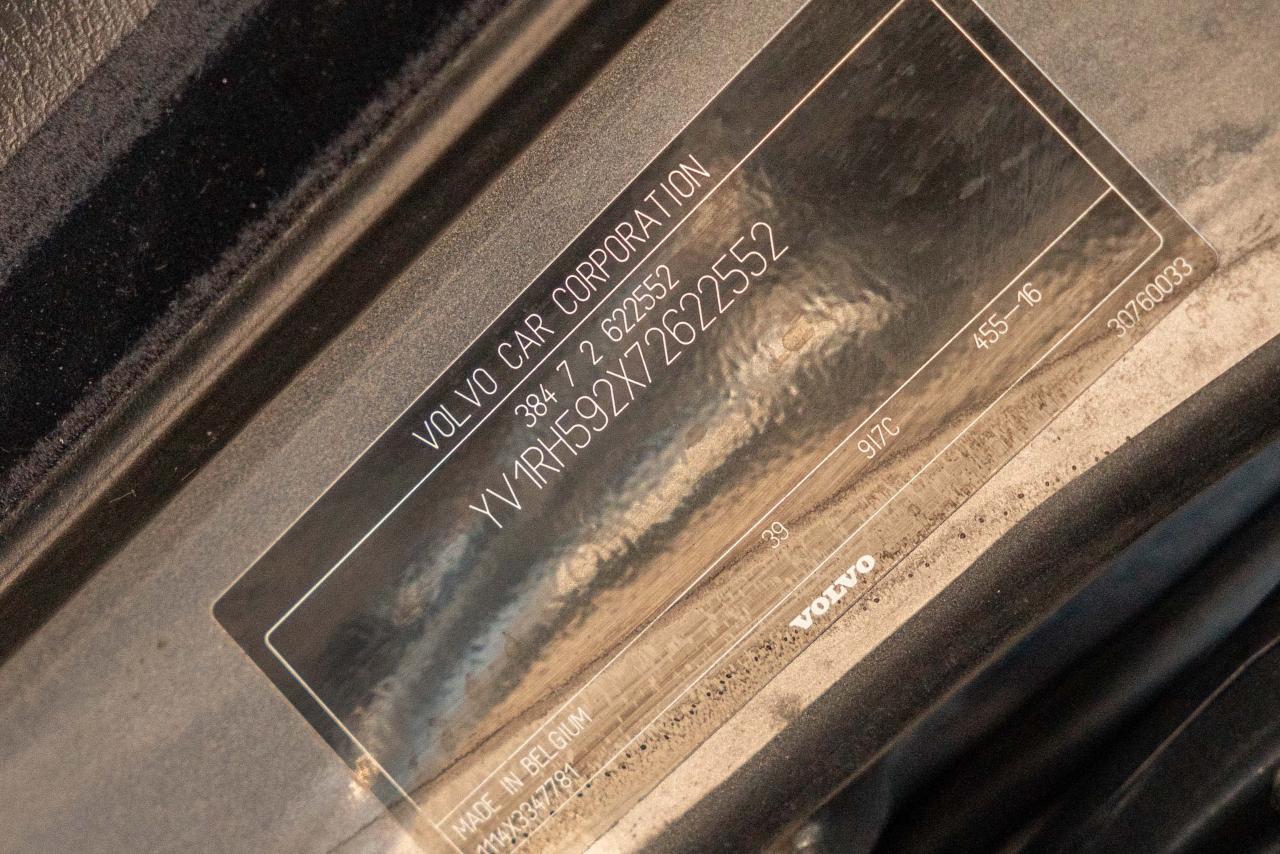 VOLVO CAR CORPORATION
384 7 2 622552
YV1RH592X72622552
39 917C 455-16
MADE IN BELGIUM
1114X3347781 VOLVO 30760033